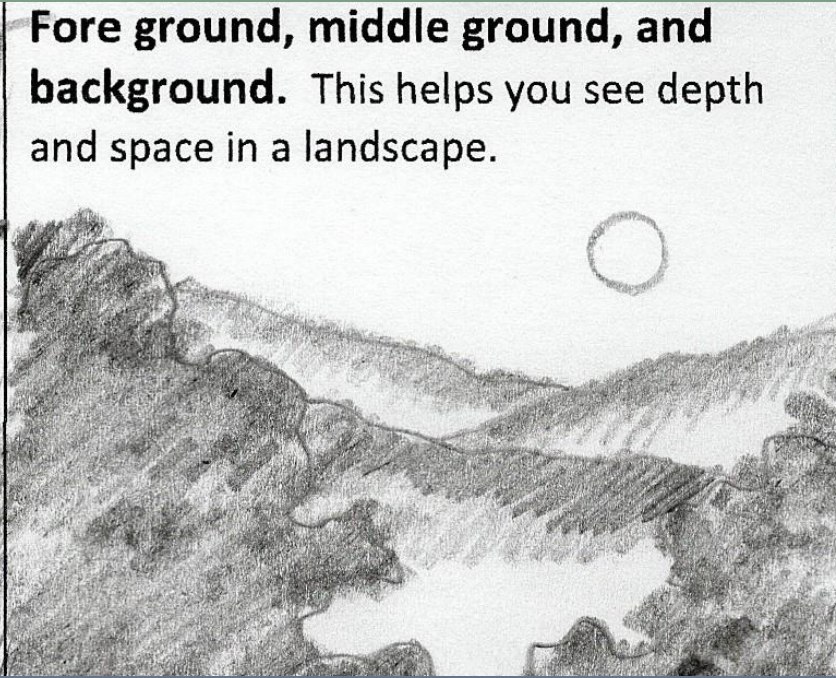 Fore ground, middle ground, and
background. This helps you see depth
and space in a landscape.